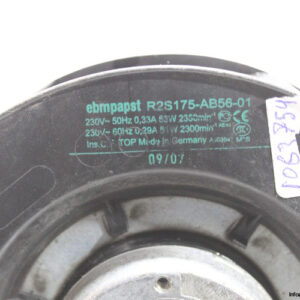 ebmpapst R2S175-AB56-01
230V~ 50Hz 0,33A 53W 2350min⁻¹
230V~ 60Hz 0,29A 51W 2300min⁻¹
TOP Made in Germany
09/07